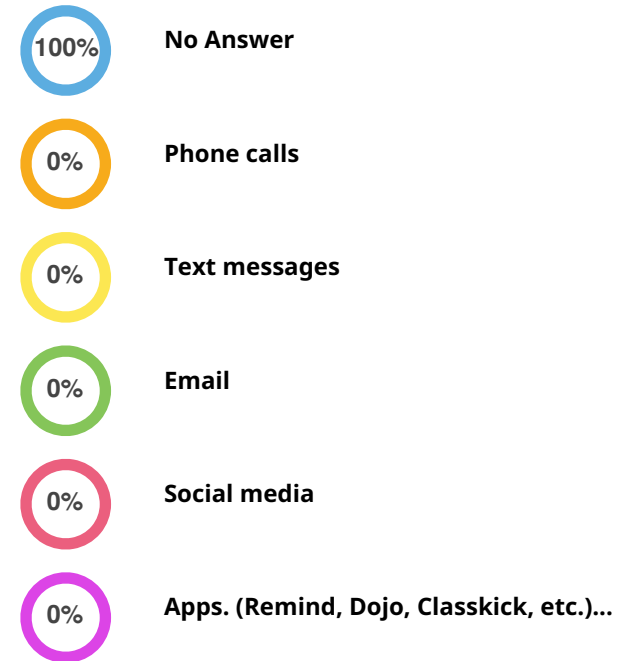 100% No Answer
0% Phone calls
0% Text messages
0% Email
0% Social media
0% Apps. (Remind, Dojo, Classkick, etc.)...